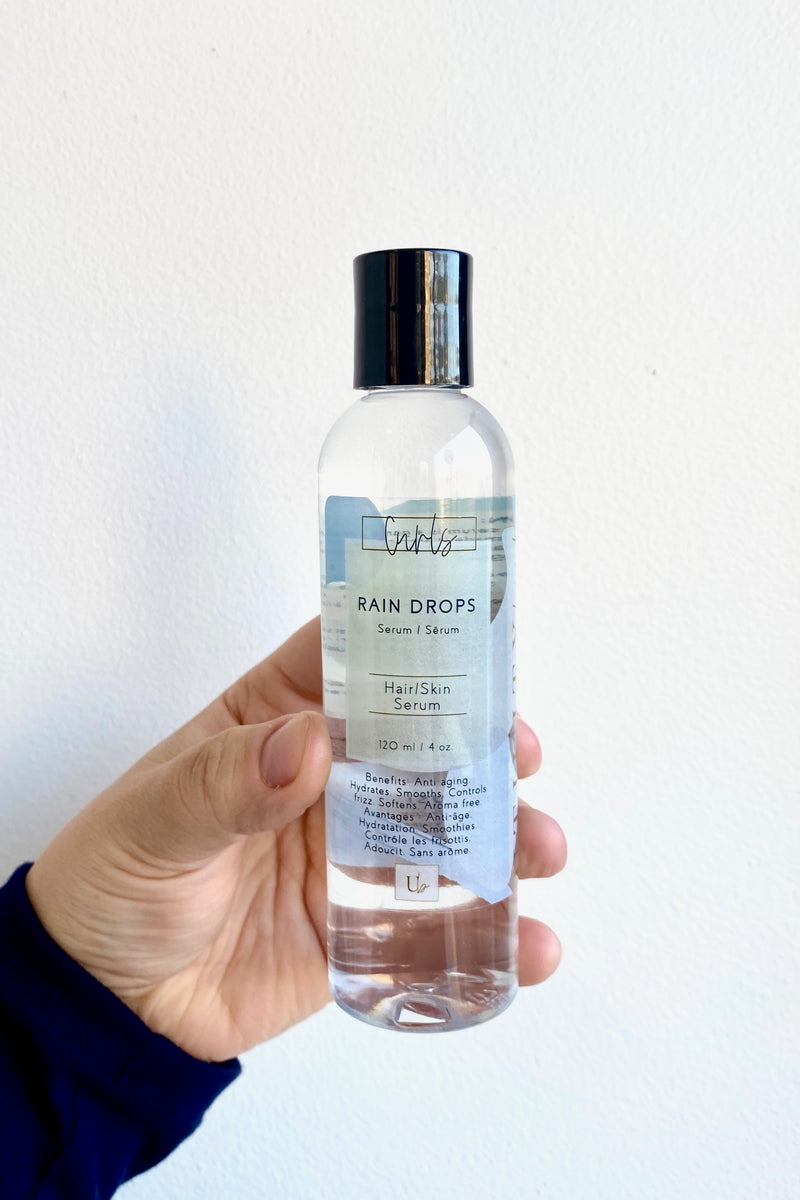 Curls
RAIN DROPS
Serum / Sérum
Hair/Skin
Serum
120 ml / 4 oz.
Benefits: Anti aging.
Hydrates. Smooths, Controls
frizz. Softens. Aroma free
Avantages : Anti-âge.
Hydratation. Smoothies.
Contrôle les frisottis.
Adoucit. Sans arôme.
Ub